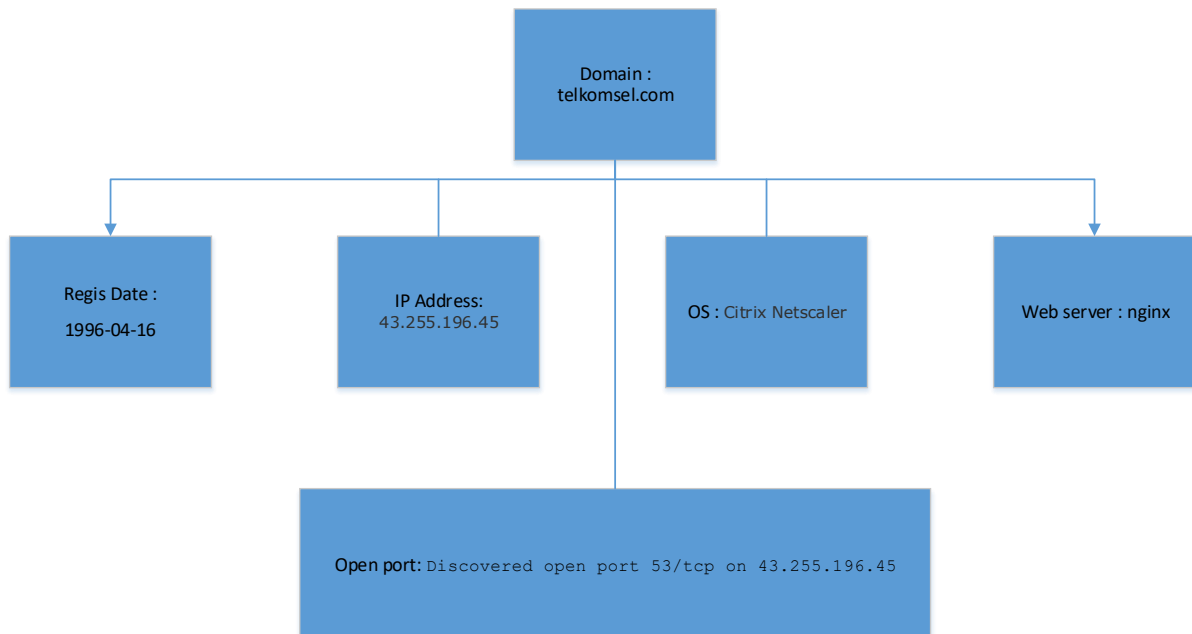 Domain :
telkomsel.com
Regis Date :
1996-04-16
IP Address:
43.255.196.45
OS : Citrix Netscaler
Web server : nginx
Open port: Discovered open port 53/tcp on 43.255.196.45